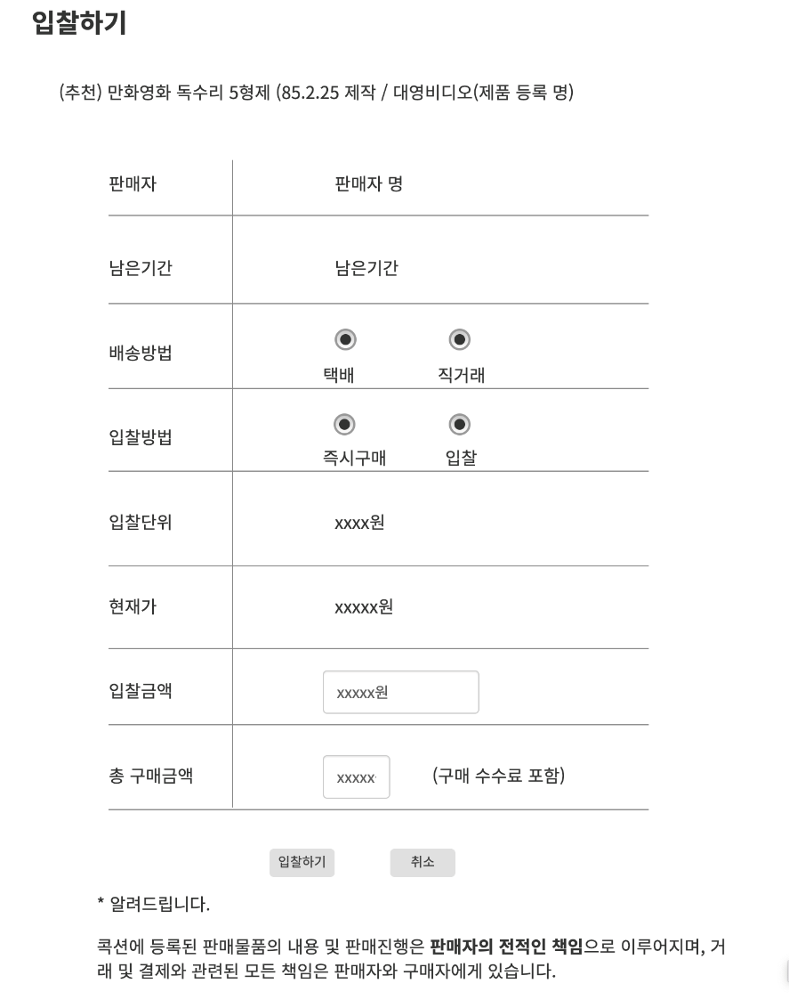 입찰하기
(추천) 만화영화 독수리 5형제 (85.2.25 제작 / 대영비디오(제품 등록 명)
판매자 판매자 명
남은기간 남은기간
배송방법 택배 직거래
입찰방법 즉시구매 입찰
입찰단위 xxxx원
현재가 xxxxx원
입찰금액 xxxxx원
총 구매금액 xxxxx (구매 수수료 포함)
입찰하기 취소
* 알려드립니다.
콕션에 등록된 판매물품의 내용 및 판매진행은 판매자의 전적인 책임으로 이루어지며, 거
래 및 결제와 관련된 모든 책임은 판매자와 구매자에게 있습니다.